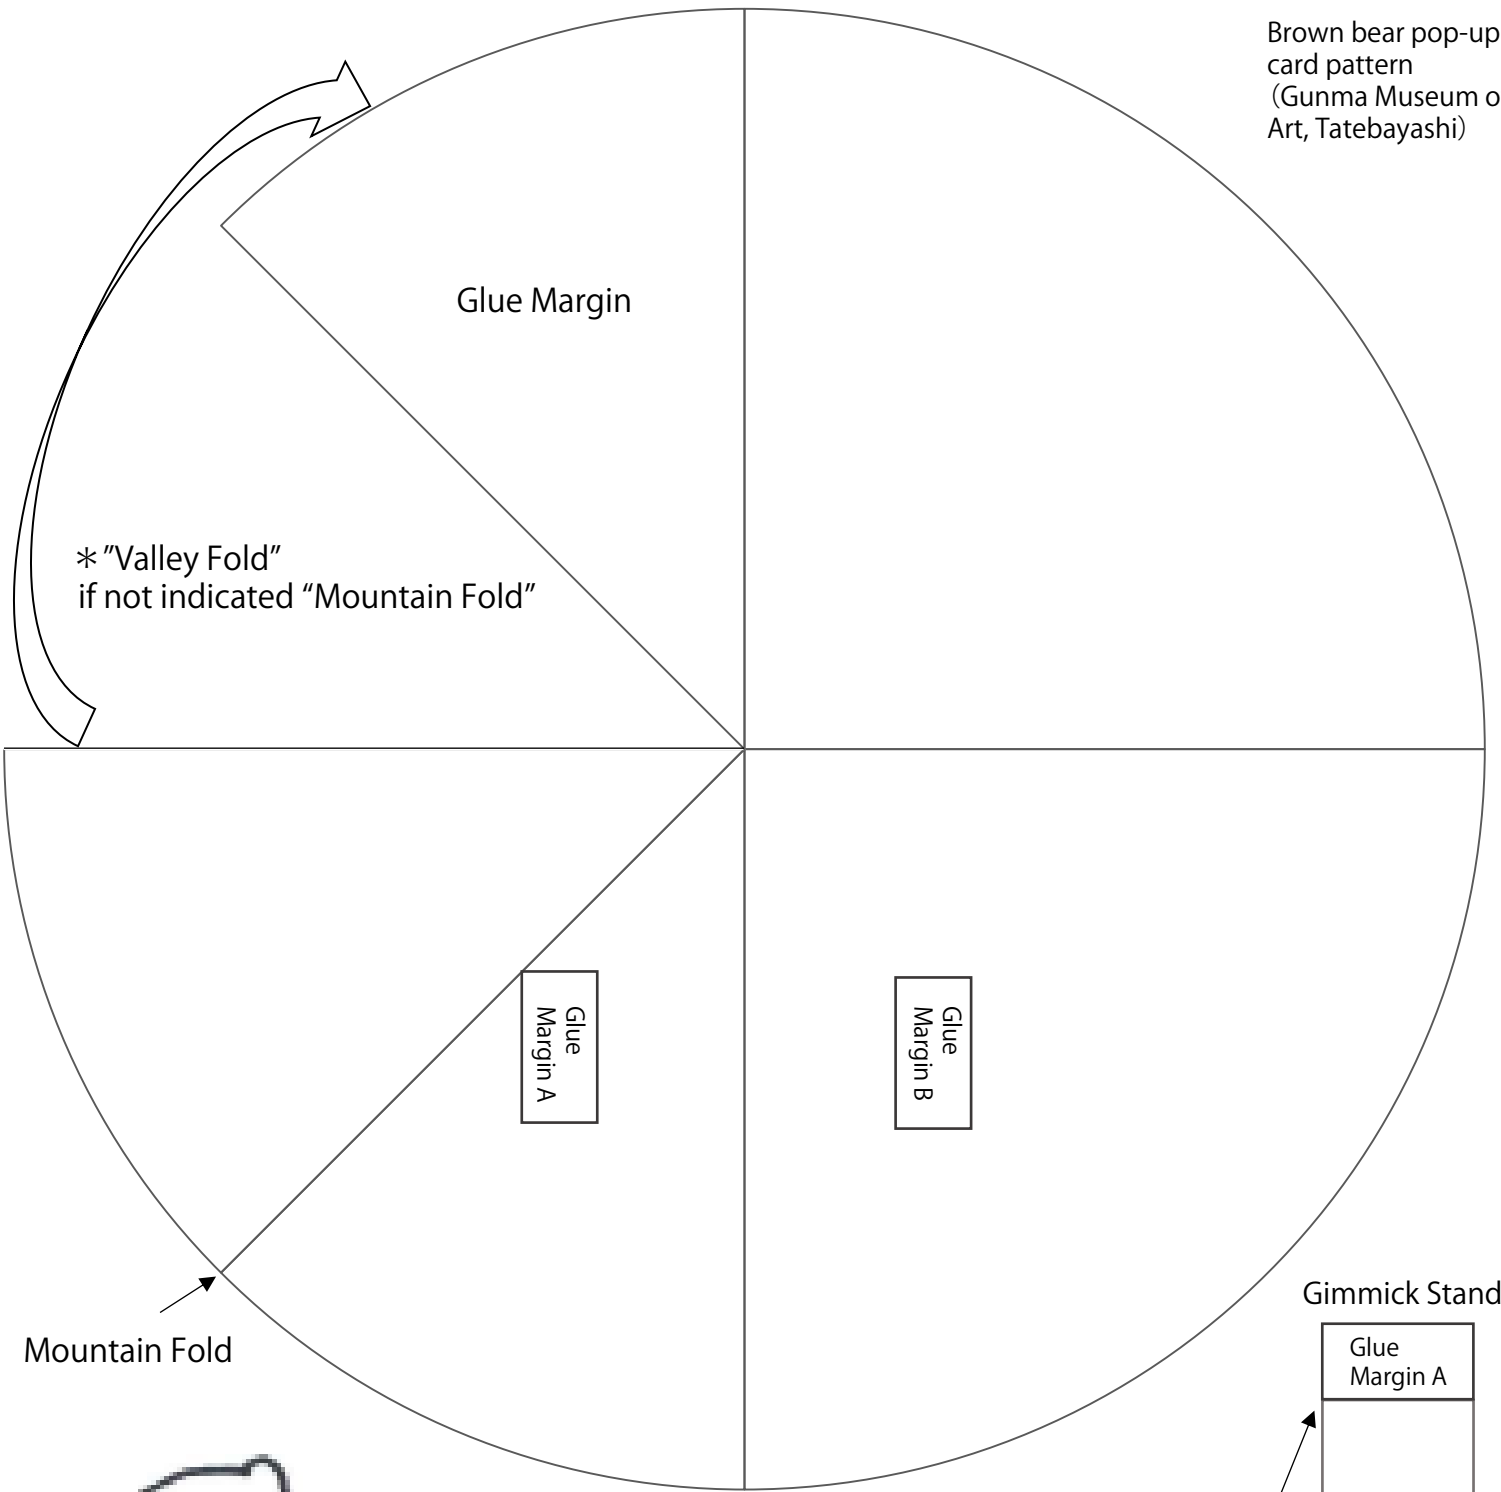 Brown bear pop-up
card pattern
（Gunma Museum o
Art, Tatebayashi）
Glue Margin
＊”Valley Fold”
if not indicated “Mountain Fold”
Glue
Margin A
Glue
Margin B
Mountain Fold
Gimmick Stand
Glue
Margin A